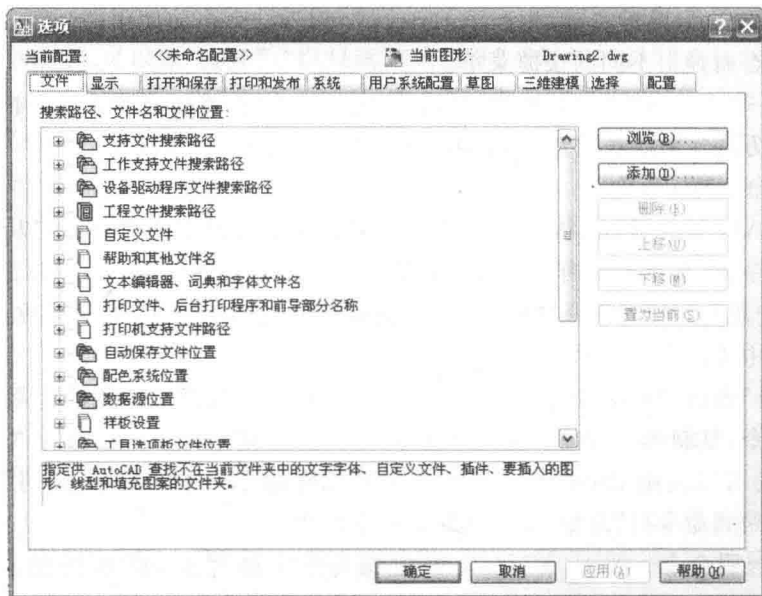 选项
当前配置: <<未命名配置>> 当前图形: Drawing2.dwg
文件 显示 打开和保存 打印和发布 系统 用户系统配置 草图 三维建模 选择 配置
搜索路径、文件名和文件位置:
支持文件搜索路径
工作支持文件搜索路径
设备驱动程序文件搜索路径
工程文件搜索路径
自定义文件
帮助和其他文件名
文本编辑器、词典和字体文件名
打印文件、后台打印程序和前导部分名称
打印机支持文件路径
自动保存文件位置
配色系统位置
数据源位置
样板设置
工具选项板文件位置
浏览(B)...
添加(D)...
删除(R)
上移(U)
下移(M)
置为当前(S)
指定供 AutoCAD 查找不在当前文件夹中的文字字体、自定义文件、插件、要插入的图
形、线型和填充图案的文件夹。
确定 取消 应用(A) 帮助(H)